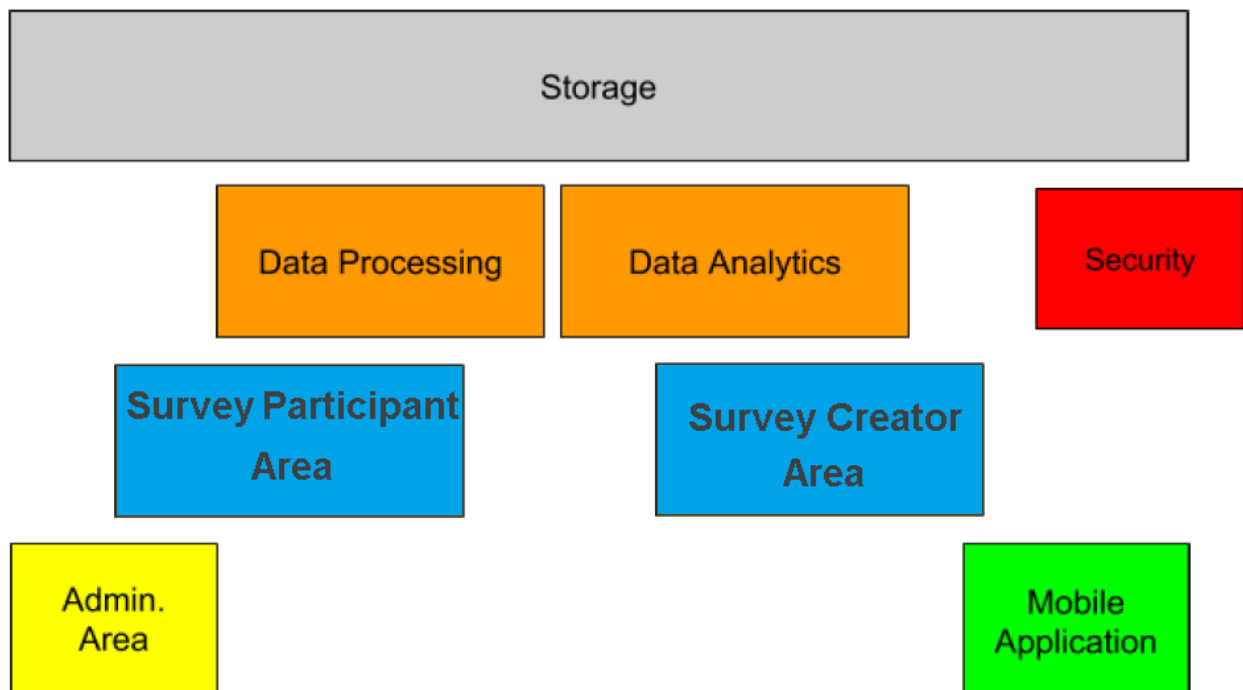 Storage
Data Processing
Data Analytics
Security
Survey Participant
Area
Survey Creator
Area
Admin.
Area
Mobile
Application